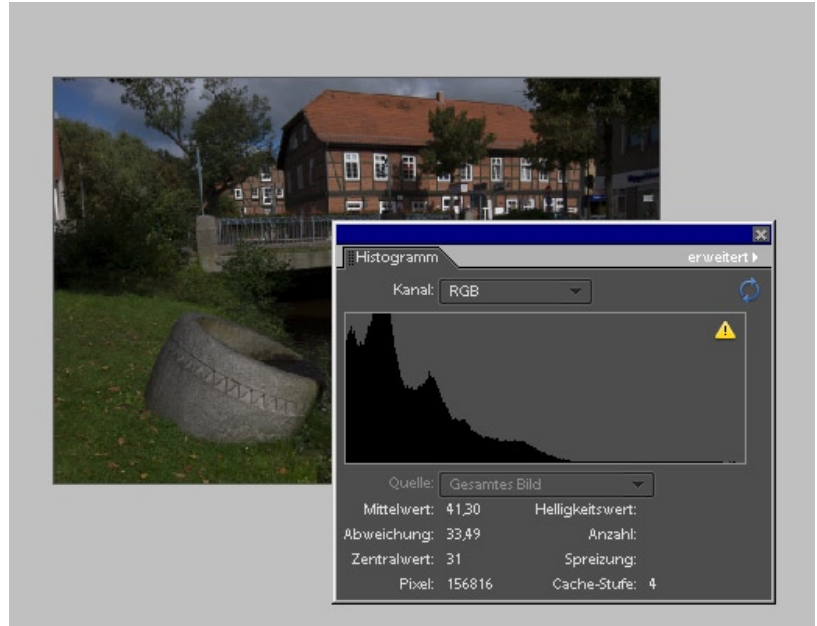 Histogramm
erweitert
Kanal: RGB
Quelle: Gesamtes Bild
Mittelwert: 41,30 Helligkeitswert:
Abweichung: 33,49 Anzahl:
Zentralwert: 31 Spreizung:
Pixel: 156816 Cache-Stufe: 4